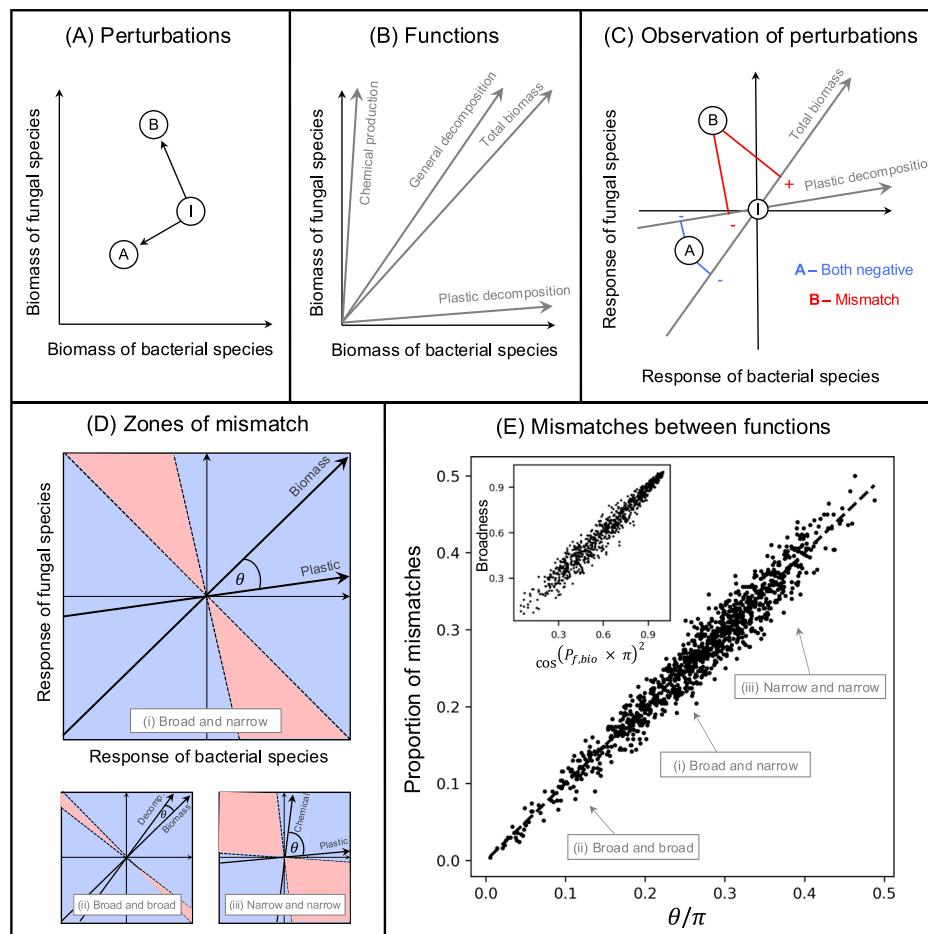 (A) Perturbations
Biomass of fungal species
B
I
A
Biomass of bacterial species
(B) Functions
Biomass of fungal species
Chemical production
General decomposition
Total biomass
Plastic decomposition
Biomass of bacterial species
(C) Observation of perturbations
Response of fungal species
B
Total biomass
Plastic decomposition
+
I
-
-
A
-
A – Both negative
B – Mismatch
Response of bacterial species
(D) Zones of mismatch
Response of fungal species
Biomass
θ
Plastic
(i) Broad and narrow
Response of bacterial species
Decomp.
θ
Biomass
(ii) Broad and broad
Chemical
θ
Plastic
(iii) Narrow and narrow
(E) Mismatches between functions
Proportion of mismatches
0.5
0.4
0.3
0.2
0.1
0.0
Broadness
0.9
0.6
0.3
0.3 0.6 0.9
cos(P_{f,bio} × π)²
(iii) Narrow and narrow
(i) Broad and narrow
(ii) Broad and broad
0.0 0.1 0.2 0.3 0.4 0.5
θ/π